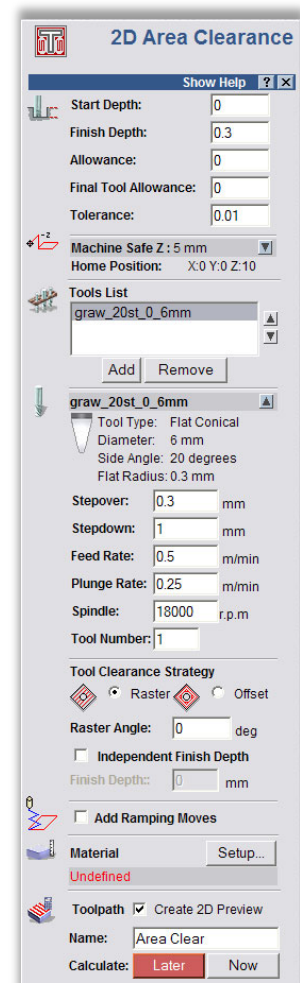 2D Area Clearance
Show Help ? X
Start Depth: 0
Finish Depth: 0.3
Allowance: 0
Final Tool Allowance: 0
Tolerance: 0.01
-z
Machine Safe Z : 5 mm
Home Position: X:0 Y:0 Z:10
Tools List
graw_20st_0_6mm
Add Remove
graw_20st_0_6mm
Tool Type: Flat Conical
Diameter: 6 mm
Side Angle: 20 degrees
Flat Radius: 0.3 mm
Stepover: 0.3 mm
Stepdown: 1 mm
Feed Rate: 0.5 m/min
Plunge Rate: 0.25 m/min
Spindle: 18000 r.p.m
Tool Number: 1
Tool Clearance Strategy
Raster Offset
Raster Angle: 0 deg
Independent Finish Depth
Finish Depth:: 0 mm
Add Ramping Moves
Material Setup...
Undefined
Toolpath Create 2D Preview
Name: Area Clear
Calculate: Later Now